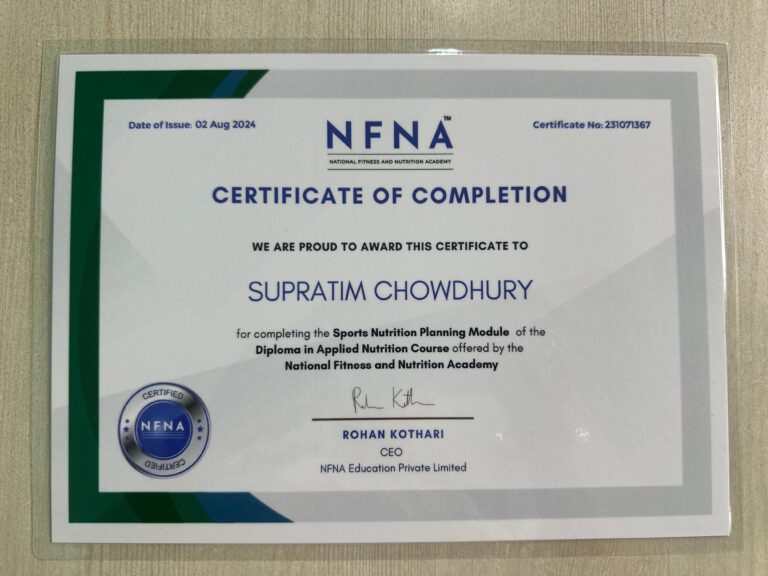 Date of Issue: 02 Aug 2024
NFNA™
Certificate No: 231071367
NATIONAL FITNESS AND NUTRITION ACADEMY
CERTIFICATE OF COMPLETION
WE ARE PROUD TO AWARD THIS CERTIFICATE TO
SUPRATIM CHOWDHURY
for completing the Sports Nutrition Planning Module of the
Diploma in Applied Nutrition Course offered by the
National Fitness and Nutrition Academy
CERTIFIED
NFNA
CERTIFIED
Rohan Kothari
ROHAN KOTHARI
CEO
NFNA Education Private Limited